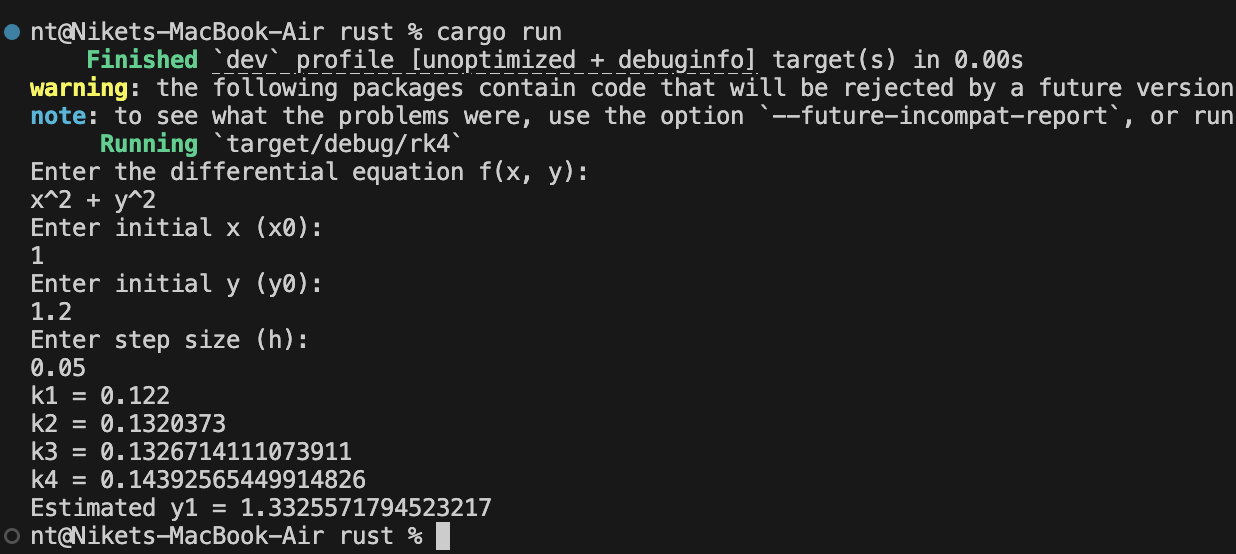 nt@Nikets-MacBook-Air rust % cargo run
Finished `dev` profile [unoptimized + debuginfo] target(s) in 0.00s
warning: the following packages contain code that will be rejected by a future version
note: to see what the problems were, use the option `--future-incompat-report`, or run
Running `target/debug/rk4`
Enter the differential equation f(x, y):
x^2 + y^2
Enter initial x (x0):
1
Enter initial y (y0):
1.2
Enter step size (h):
0.05
k1 = 0.122
k2 = 0.1320373
k3 = 0.1326714111073911
k4 = 0.14392565449914826
Estimated y1 = 1.3325571794523217
nt@Nikets-MacBook-Air rust %